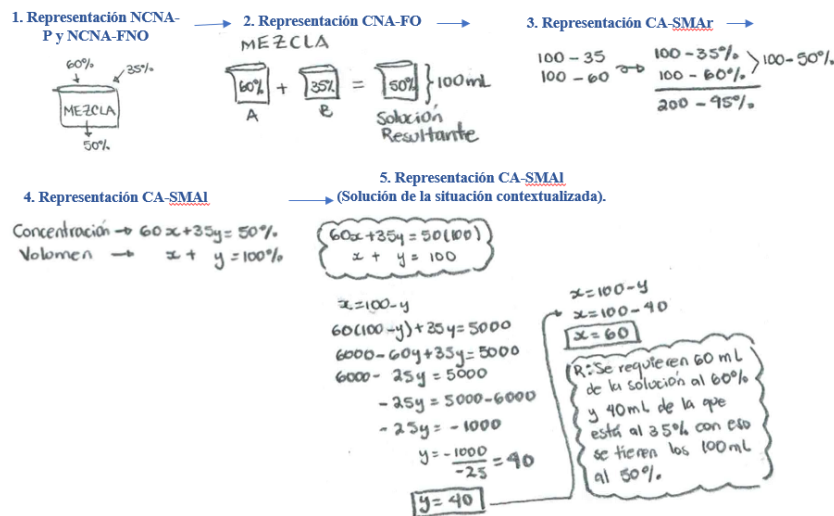 1. Representación NCNA-
P y NCNA-FNO
60%
35%
MEZCLA
50%
2. Representación CNA-FO
MEZCLA
60% + 35% = 50% } 100mL
A
B
Solución
Resultante
3. Representación CA-SMAr
100-35
100-60
100-35%
100-60%
100-50%
200-95%
4. Representación CA-SMAl
Concentración → 60x+35y=50%
Volumen → x + y=100%
5. Representación CA-SMAl
(Solución de la situación contextualizada).
60x+35y=50(100)
x + y = 100
x=100-y
60(100-y)+35y=5000
6000-60y+35y=5000
6000-25y=5000
-25y=5000-6000
-25y=-1000
y=-1000/-25=40
y=40
x=100-y
x=100-40
x=60
R: Se requieren 60 mL
de la solución al 60%
y 40mL de la que
está al 35% con eso
se tienen los 100mL
al 50%.